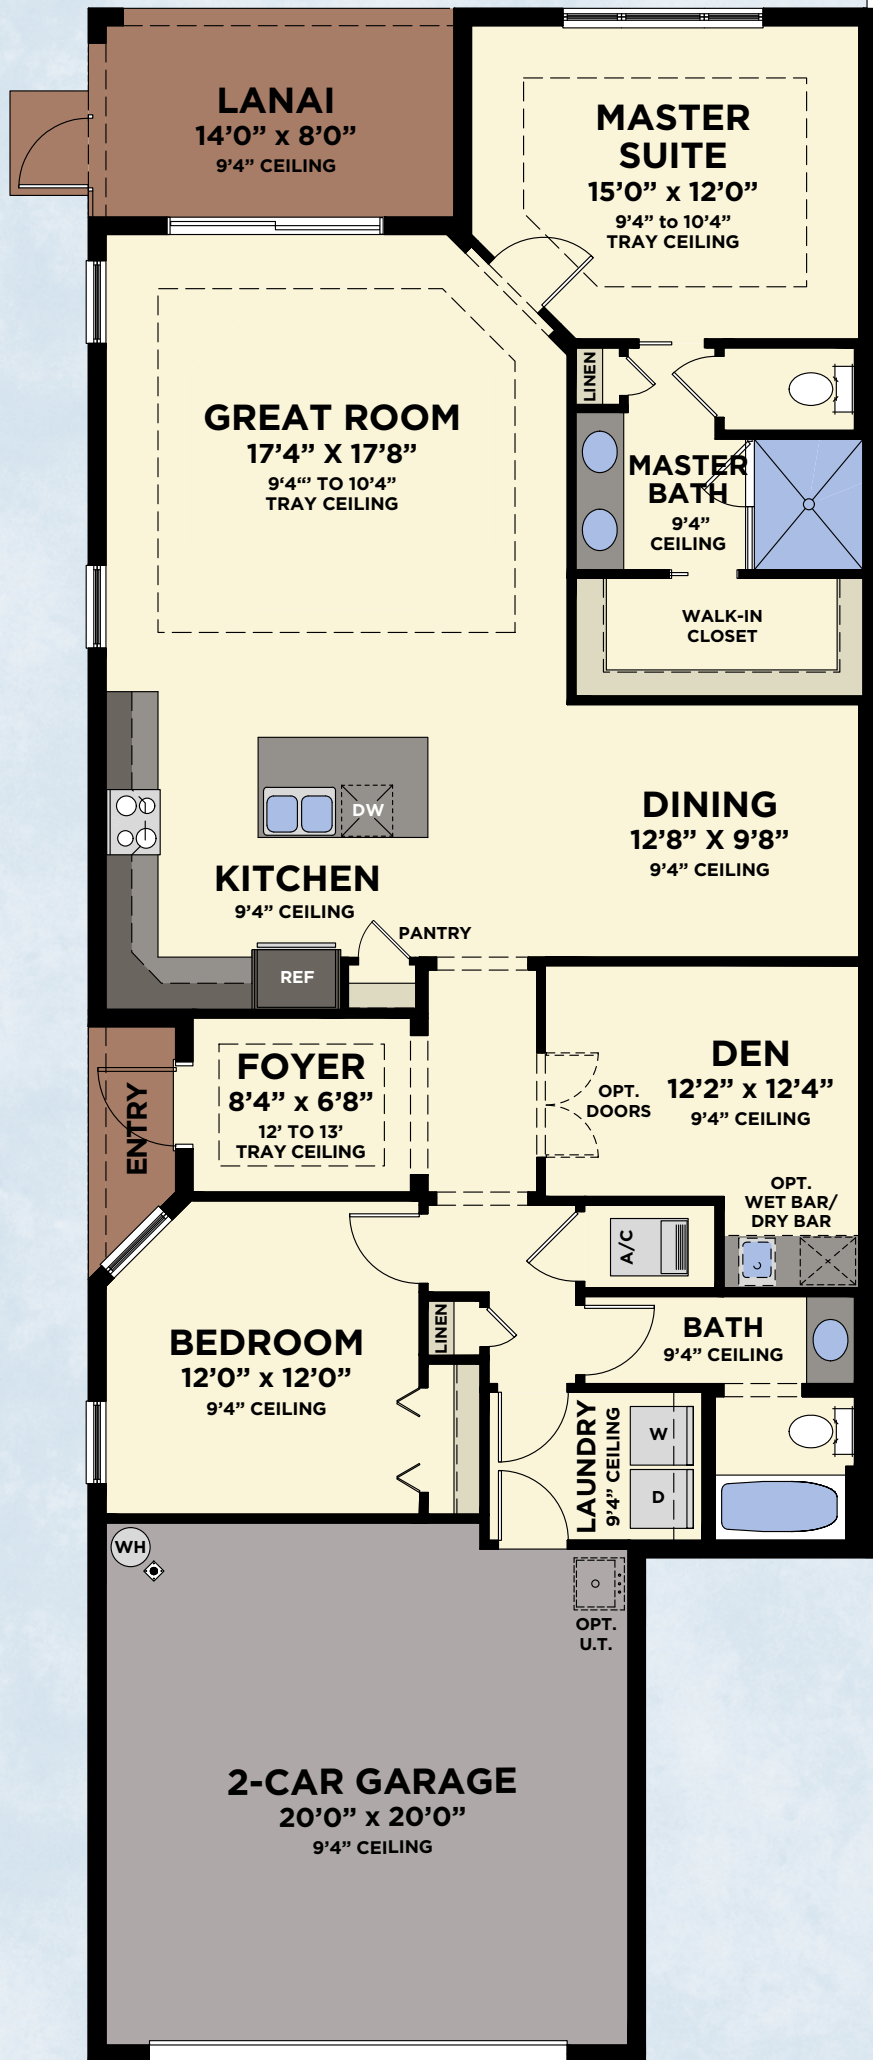 LANAI
14’0” x 8’0”
9’4” CEILING
MASTER
SUITE
15’0” x 12’0”
9’4” to 10’4”
TRAY CEILING
GREAT ROOM
17’4” X 17’8”
9‘4“’ TO 10’4”
TRAY CEILING
LINEN
MASTER
BATH
9’4”
CEILING
WALK-IN
CLOSET
DW
DINING
12’8” X 9’8”
9’4” CEILING
KITCHEN
9’4” CEILING
PANTRY
REF
FOYER
8’4” x 6’8”
12’ TO 13’
TRAY CEILING
ENTRY
OPT.
DOORS
DEN
12’2” x 12’4”
9’4” CEILING
OPT.
WET BAR/
DRY BAR
A/C
BEDROOM
12’0” x 12’0”
9’4” CEILING
LINEN
BATH
9’4” CEILING
LAUNDRY
9’4” CEILING
W
D
WH
OPT.
U.T.
2-CAR GARAGE
20’0” x 20’0”
9’4” CEILING